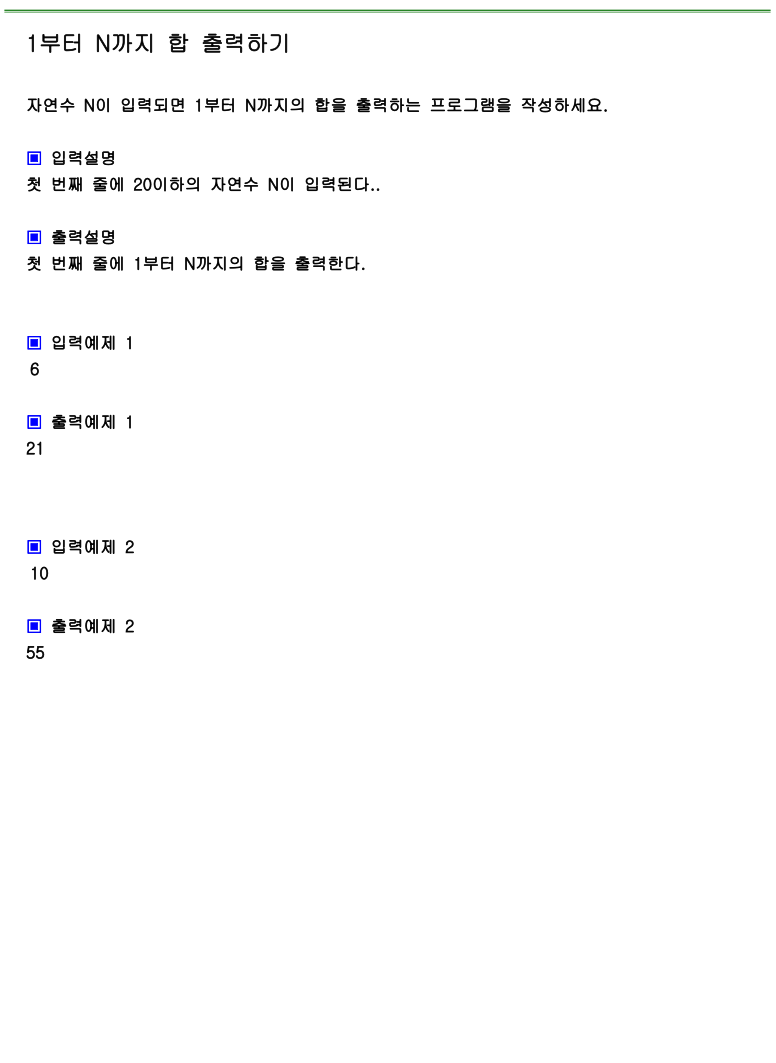 1부터 N까지 합 출력하기
자연수 N이 입력되면 1부터 N까지의 합을 출력하는 프로그램을 작성하세요.
▣ 입력설명
첫 번째 줄에 20이하의 자연수 N이 입력된다..
▣ 출력설명
첫 번째 줄에 1부터 N까지의 합을 출력한다.
▣ 입력예제 1
6
▣ 출력예제 1
21
▣ 입력예제 2
10
▣ 출력예제 2
55